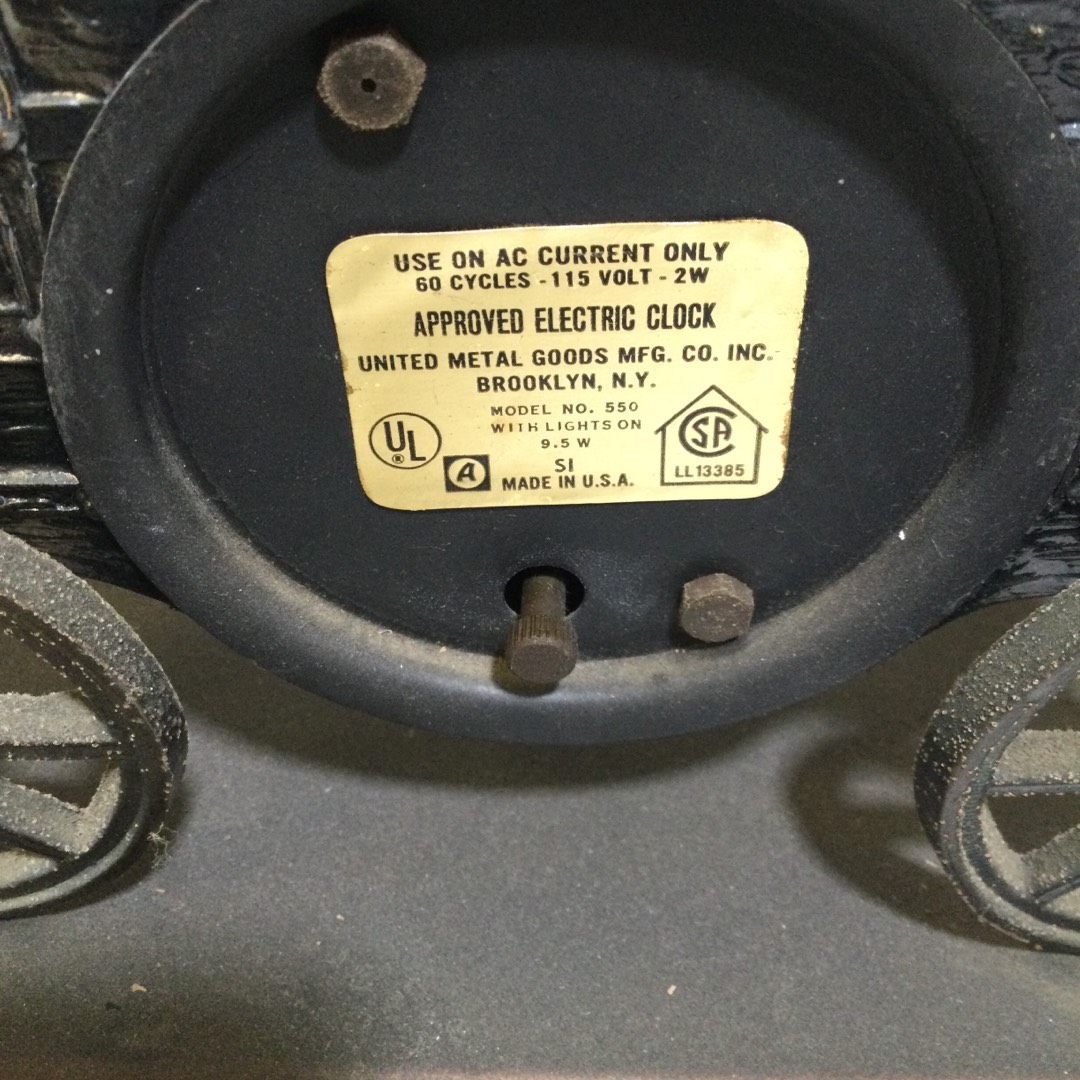 USE ON AC CURRENT ONLY
60 CYCLES - 115 VOLT - 2W
APPROVED ELECTRIC CLOCK
UNITED METAL GOODS MFG. CO. INC.
BROOKLYN, N.Y.
MODEL NO. 550
WITH LIGHTS ON
9.5 W
UL
®
A
SI
MADE IN U.S.A.
CSA
LL13385